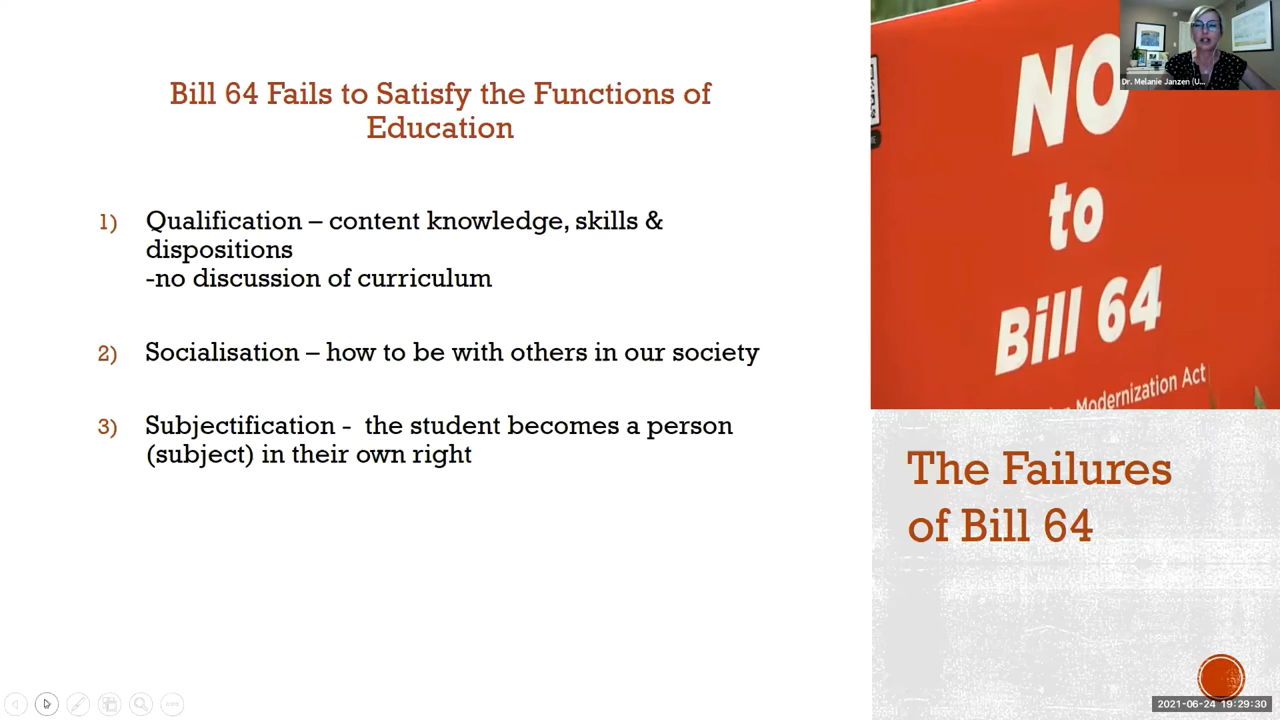 Bill 64 Fails to Satisfy the Functions of
Education
1) Qualification – content knowledge, skills &
dispositions
-no discussion of curriculum
2) Socialisation – how to be with others in our society
3) Subjectification - the student becomes a person
(subject) in their own right
NO
to
Bill 64
Modernization Act
Dr. Melanie Janzen (U...
The Failures
of Bill 64
2021-06-24 19:29:30